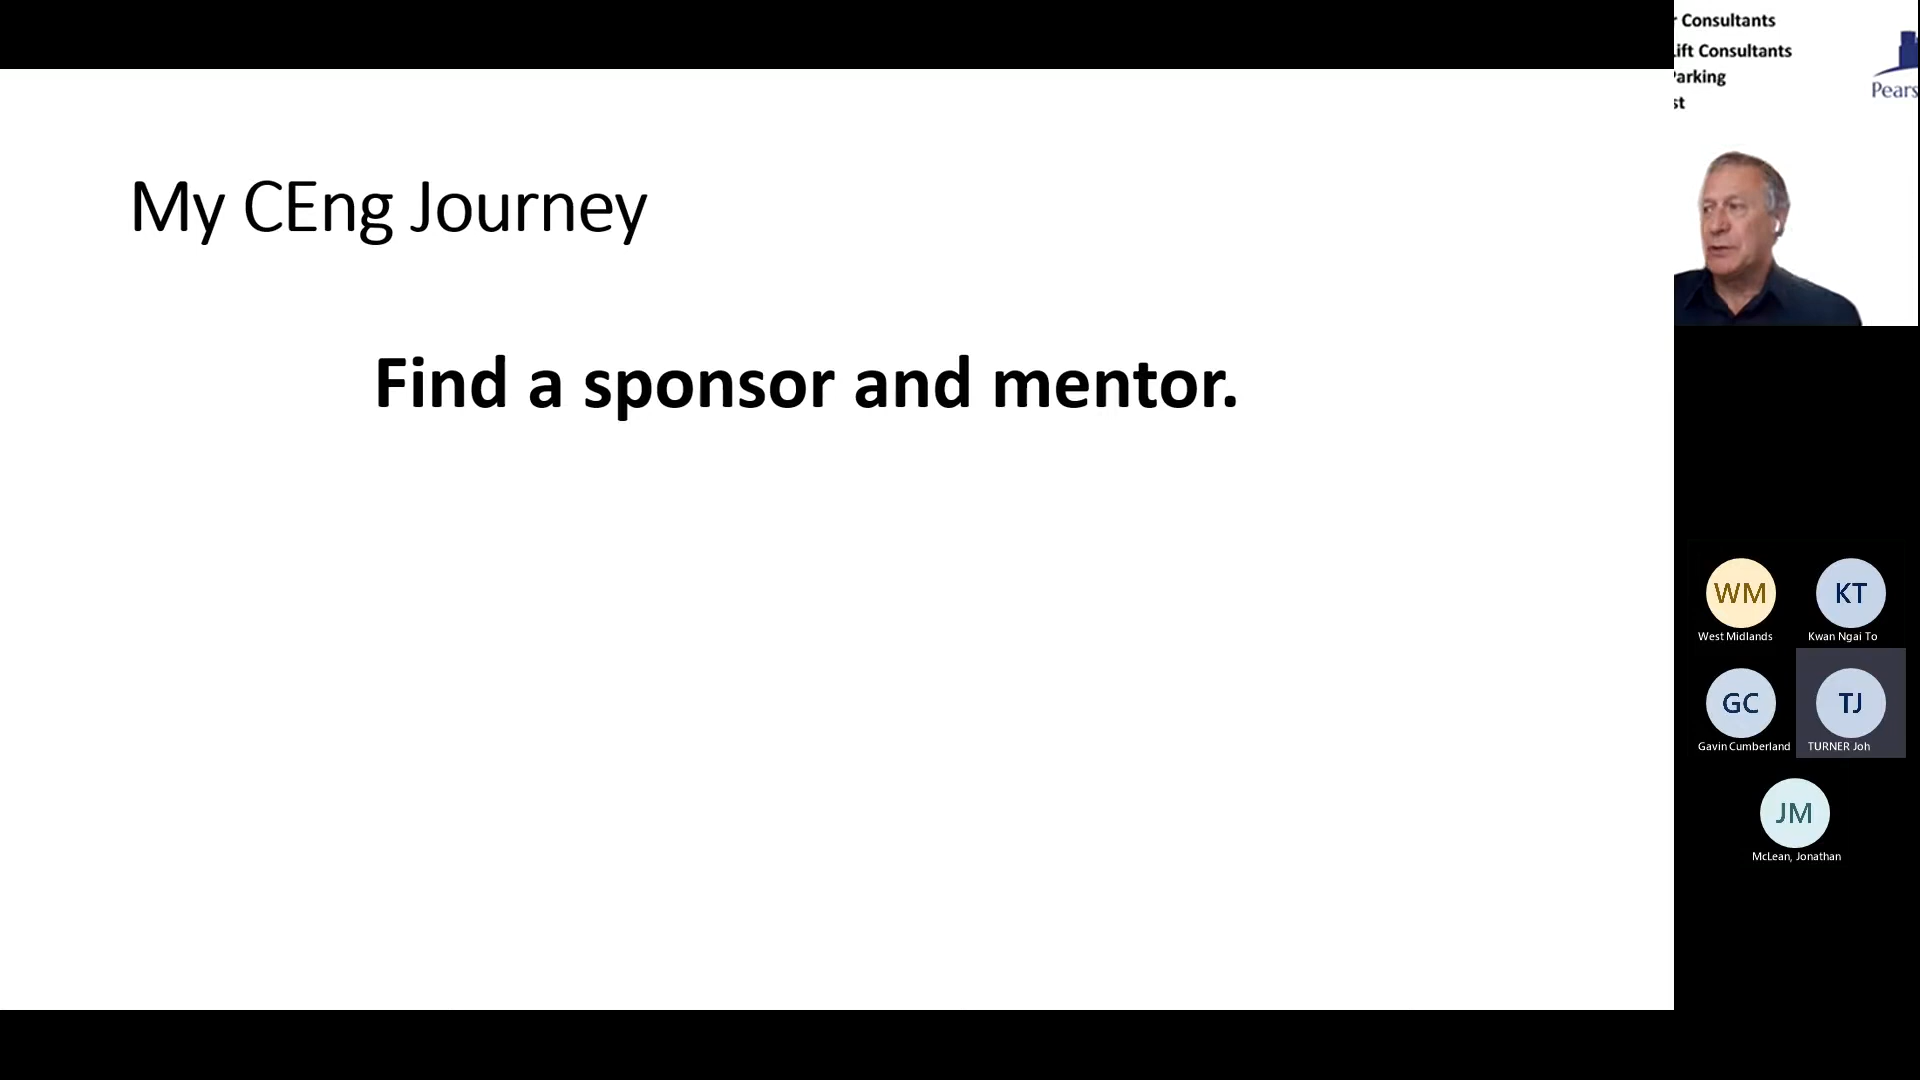 My CEng Journey
Find a sponsor and mentor.
Consultants
Lift Consultants
Parking
st
Pears
WM
West Midlands
KT
Kwan Ngai To
GC
Gavin Cumberland
TJ
TURNER Joh
JM
McLean, Jonathan